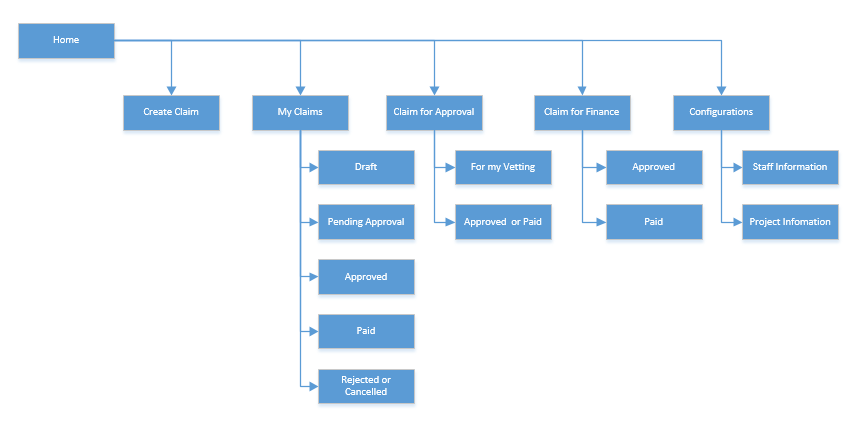 Home
Create Claim
My Claims
Claim for Approval
Claim for Finance
Configurations
Draft
For my Vetting
Approved
Staff Information
Pending Approval
Approved or Paid
Paid
Project Infomation
Approved
Paid
Rejected or
Cancelled